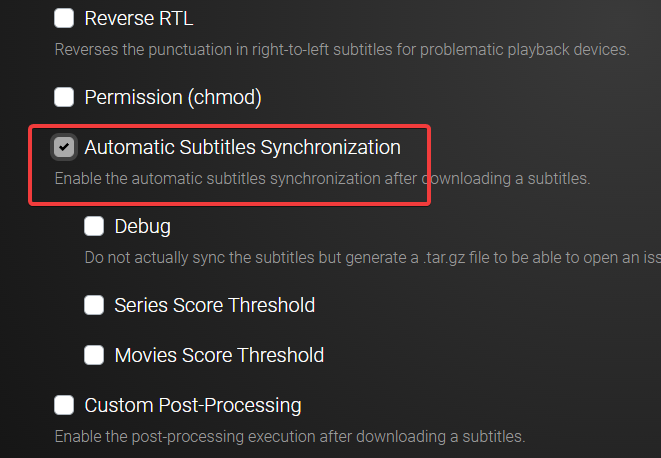 Reverse RTL
Reverses the punctuation in right-to-left subtitles for problematic playback devices.
Permission (chmod)
Automatic Subtitles Synchronization
Enable the automatic subtitles synchronization after downloading a subtitles.
Debug
Do not actually sync the subtitles but generate a .tar.gz file to be able to open an iss
Series Score Threshold
Movies Score Threshold
Custom Post-Processing
Enable the post-processing execution after downloading a subtitles.